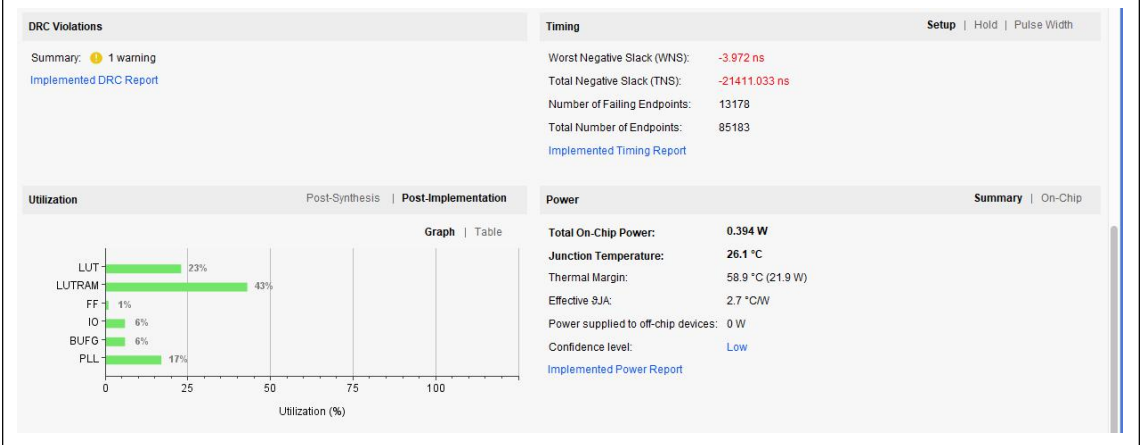 DRC Violations
Summary: 1 warning
Implemented DRC Report
Timing
Setup | Hold | Pulse Width
Worst Negative Slack (WNS): -3.972 ns
Total Negative Slack (TNS): -21411.033 ns
Number of Failing Endpoints: 13178
Total Number of Endpoints: 85183
Implemented Timing Report
Utilization
Post-Synthesis | Post-Implementation
Graph | Table
LUT 23%
LUTRAM 43%
FF 1%
IO 6%
BUFG 6%
PLL 17%
0 25 50 75 100
Utilization (%)
Power
Summary | On-Chip
Total On-Chip Power: 0.394 W
Junction Temperature: 26.1 °C
Thermal Margin: 58.9 °C (21.9 W)
Effective ϑJA: 2.7 °C/W
Power supplied to off-chip devices: 0 W
Confidence level: Low
Implemented Power Report